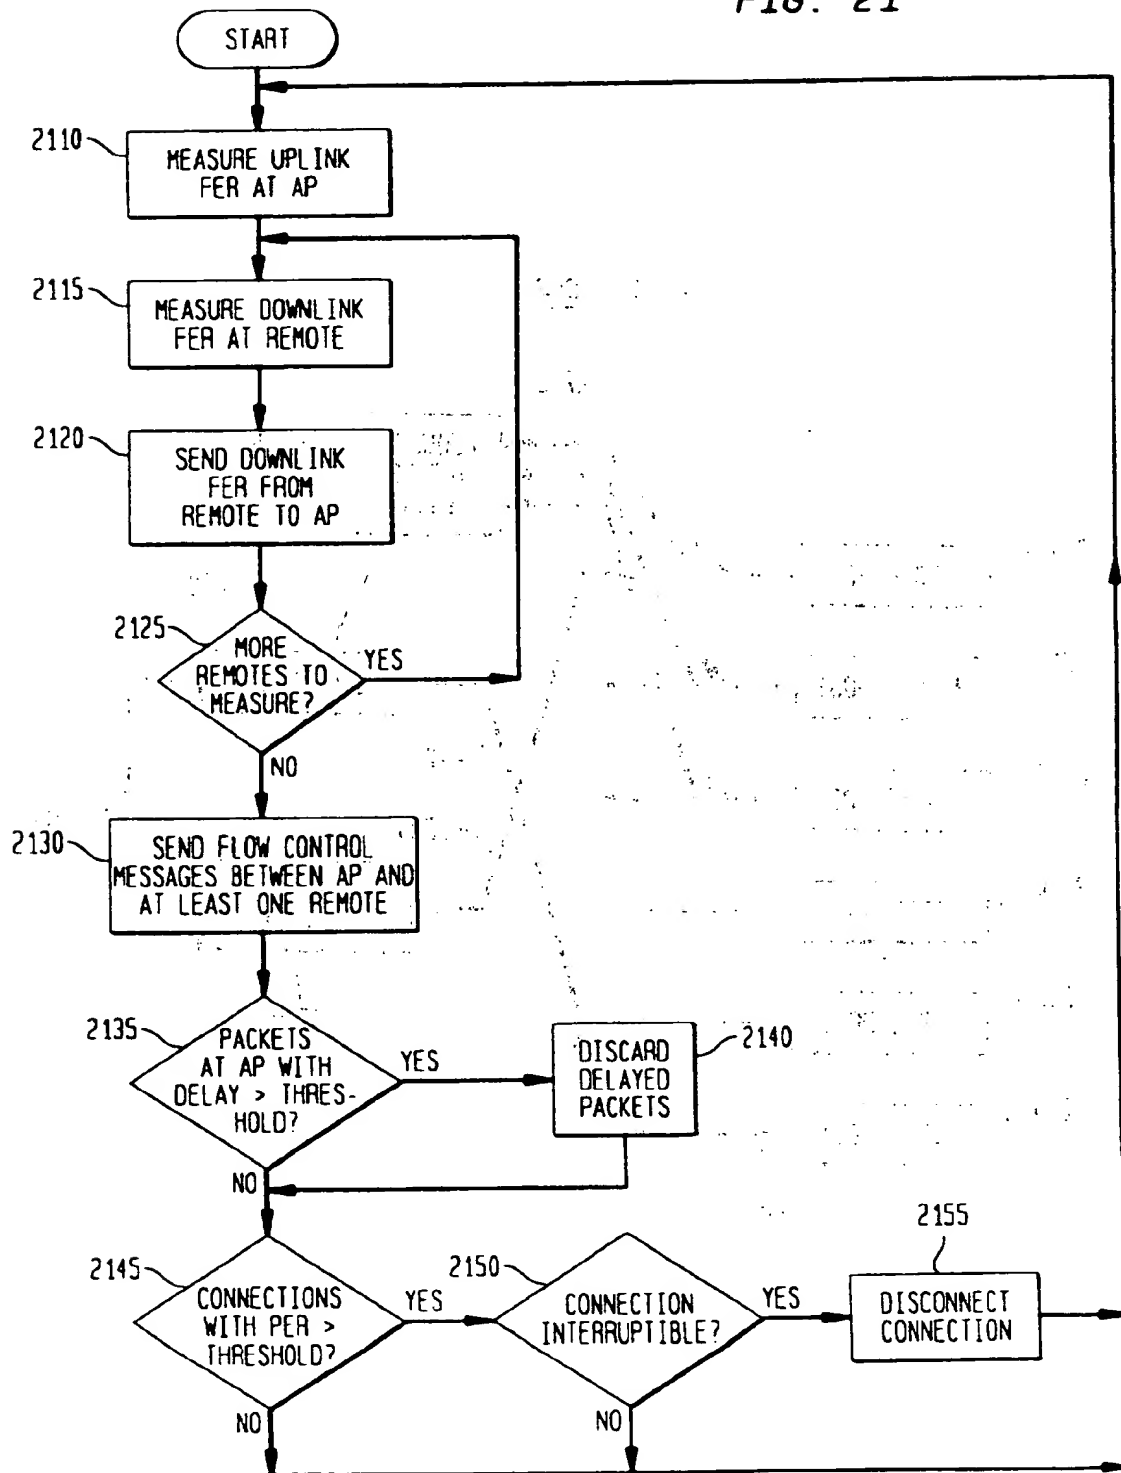 FIG. 21
START
2110
MEASURE UPLINK
FER AT AP
2115
MEASURE DOWNLINK
FER AT REMOTE
2120
SEND DOWNLINK
FER FROM
REMOTE TO AP
2125
MORE
REMOTES TO
MEASURE?
YES
NO
2130
SEND FLOW CONTROL
MESSAGES BETWEEN AP AND
AT LEAST ONE REMOTE
2135
PACKETS
AT AP WITH
DELAY > THRES-
HOLD?
YES
2140
DISCARD
DELAYED
PACKETS
NO
2145
CONNECTIONS
WITH PER >
THRESHOLD?
YES
2150
CONNECTION
INTERRUPTIBLE?
YES
2155
DISCONNECT
CONNECTION
NO
NO